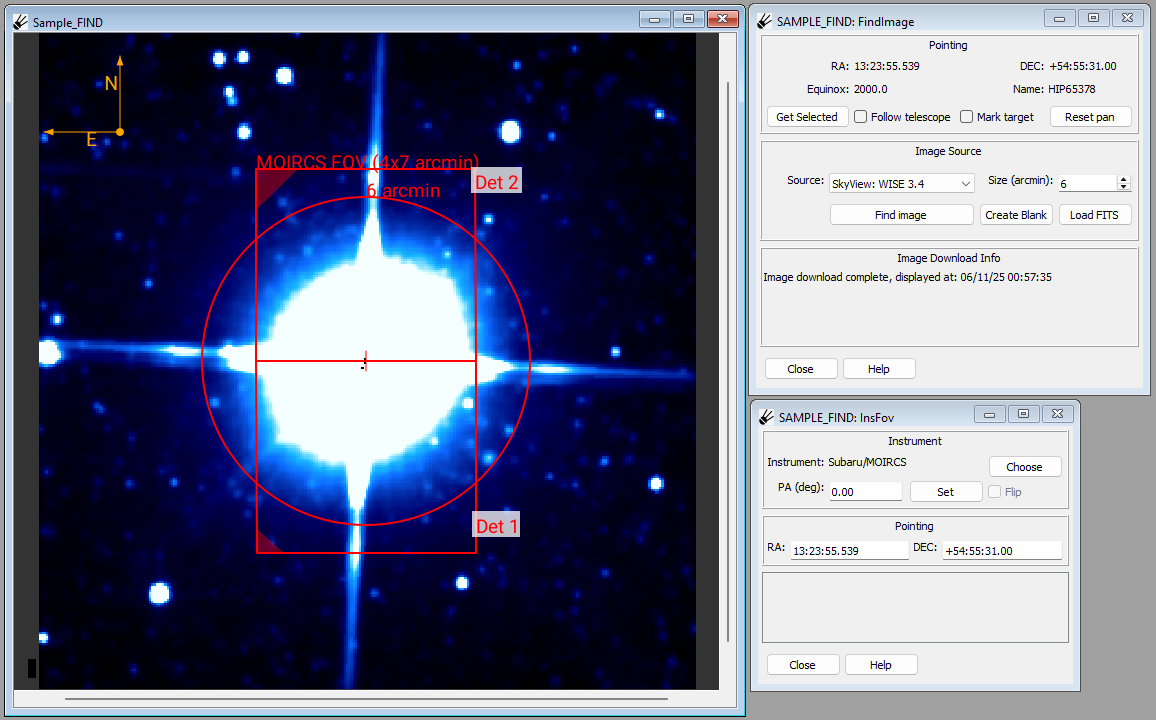 Sample_FIND
N
E
MOIRCS FOV (4x7 arcmin)
6 arcmin
Det 2
Det 1
SAMPLE_FIND: FindImage
Pointing
RA: 13:23:55.539 DEC: +54:55:31.00
Equinox: 2000.0 Name: HIP65378
Get Selected Follow telescope Mark target Reset pan
Image Source
Source: SkyView: WISE 3.4 Size (arcmin): 6
Find image Create Blank Load FITS
Image Download Info
Image download complete, displayed at: 06/11/25 00:57:35
Close Help
SAMPLE_FIND: InsFov
Instrument
Instrument: Subaru/MOIRCS
Choose
PA (deg): 0.00 Set Flip
Pointing
RA: 13:23:55.539 DEC: +54:55:31.00
Close Help